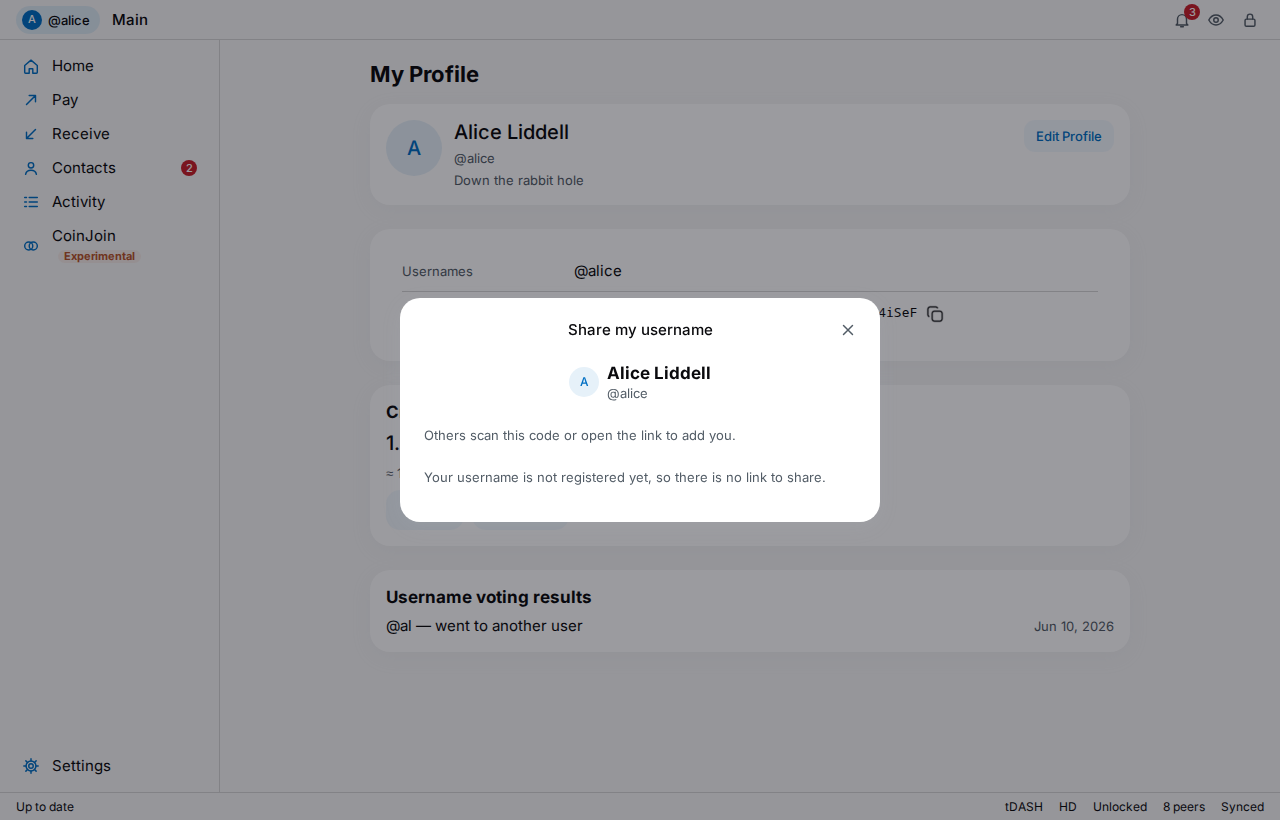 A @alice Main 3
Home
Pay
Receive
Contacts 2
Activity
CoinJoin
Experimental
Settings
My Profile
A
Alice Liddell
@alice
Down the rabbit hole
Edit Profile
Usernames @alice
4iSeF
Share my username
A
Alice Liddell
@alice
Others scan this code or open the link to add you.
Your username is not registered yet, so there is no link to share.
C
1.
≈
Username voting results
@al — went to another user Jun 10, 2026
Up to date tDASH HD Unlocked 8 peers Synced